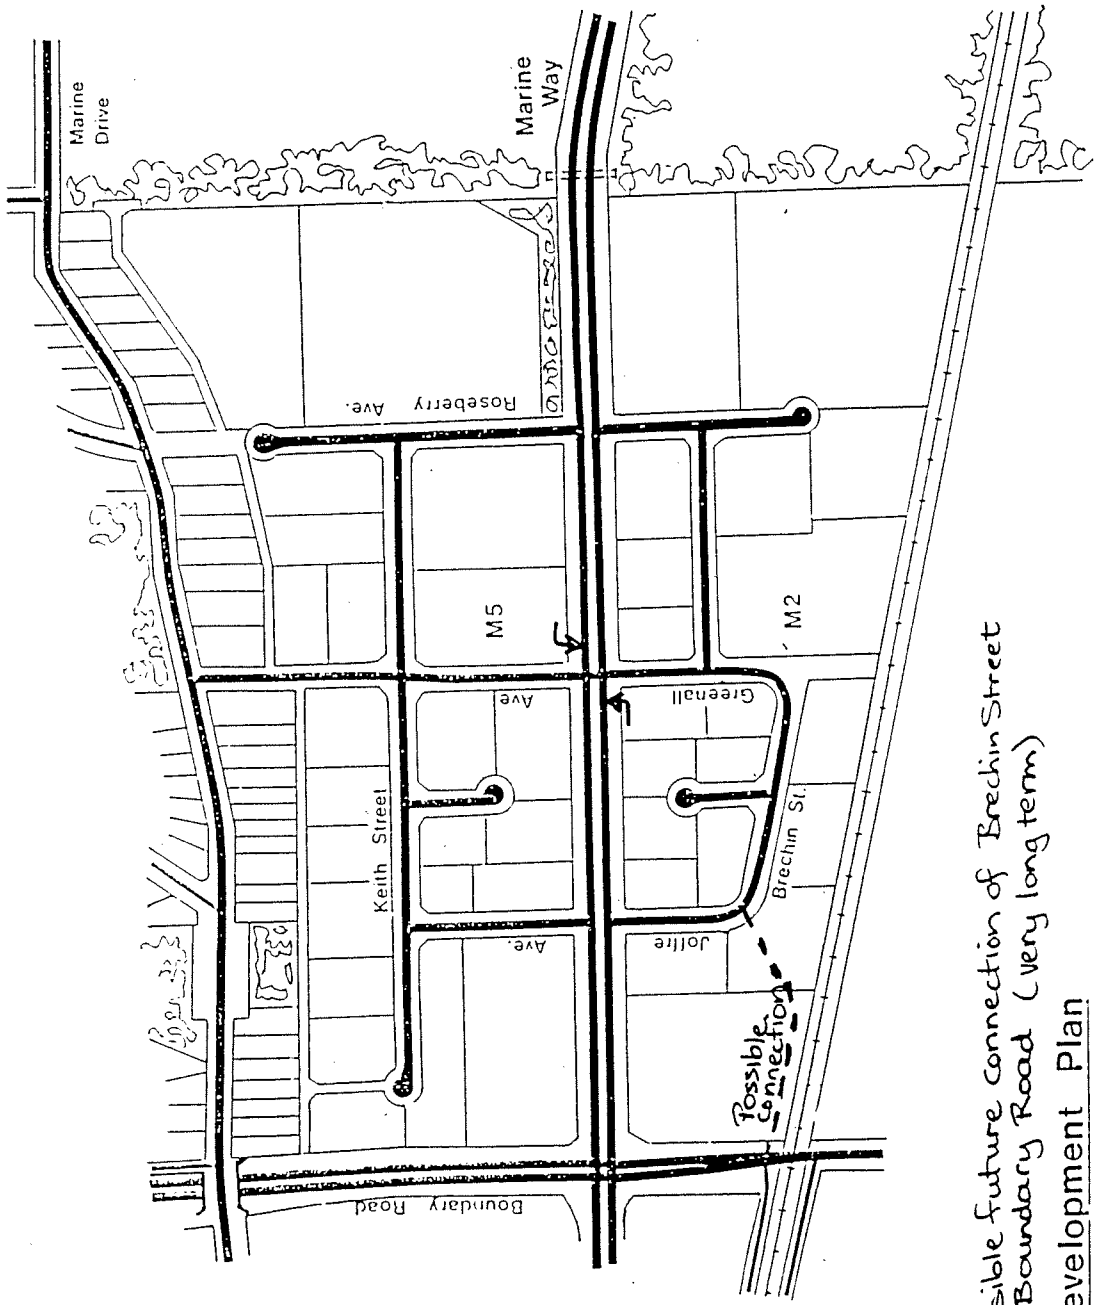 Marine
Drive
Marine
Way
Roseberry Ave.
M5
M2
Ave
Greenall
Keith Street
Brechin St.
Ave.
Joffre
Possible
Connection
Boundary Road
sible future connection of Brechin Street
Boundary Road (very long term)
evelopment Plan